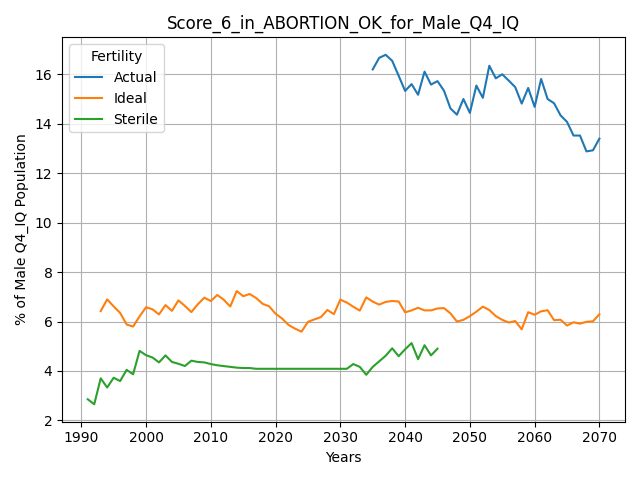 Score_6_in_ABORTION_OK_for_Male_Q4_IQ
Fertility
Actual
Ideal
Sterile
% of Male Q4_IQ Population
16
14
12
10
8
6
4
2
1990 2000 2010 2020 2030 2040 2050 2060 2070
Years